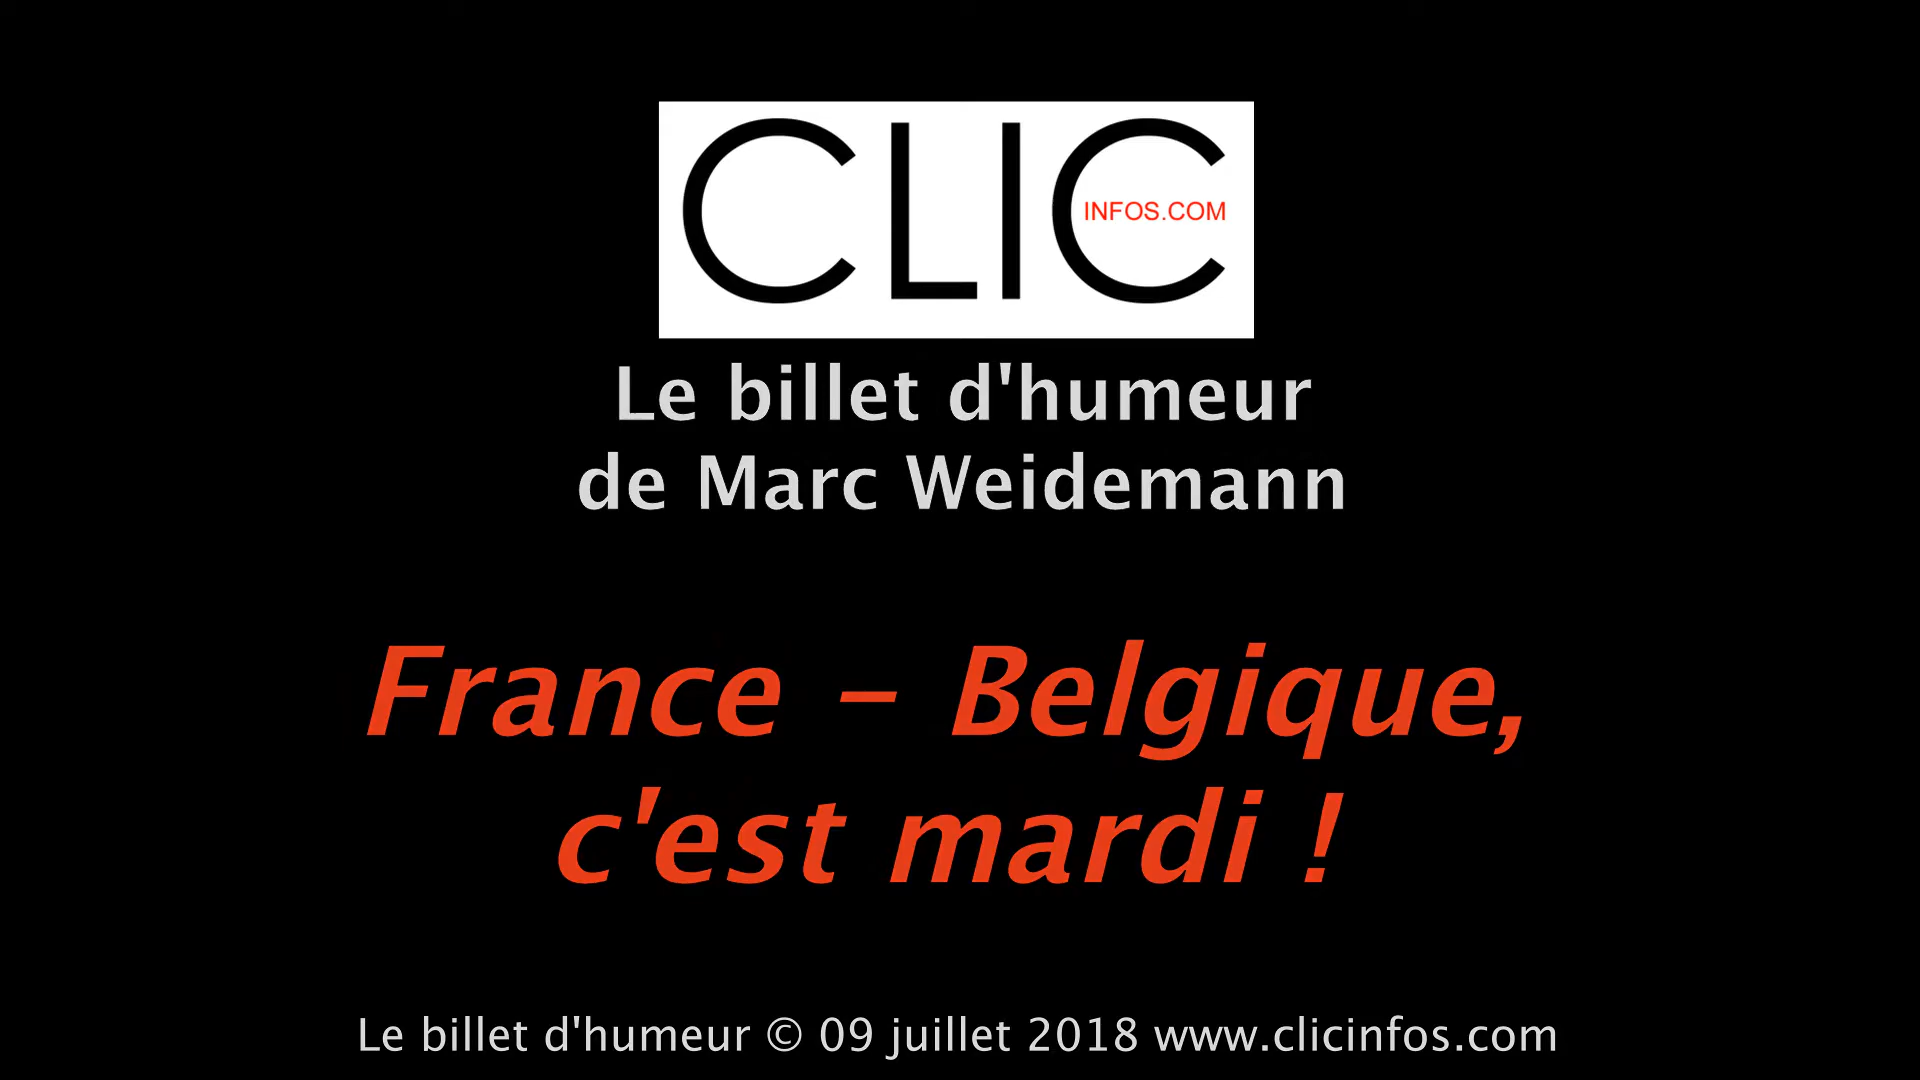 CLIC
INFOS.COM
Le billet d'humeur
de Marc Weidemann
France - Belgique,
c'est mardi !
Le billet d'humeur © 09 juillet 2018 www.clicinfos.com